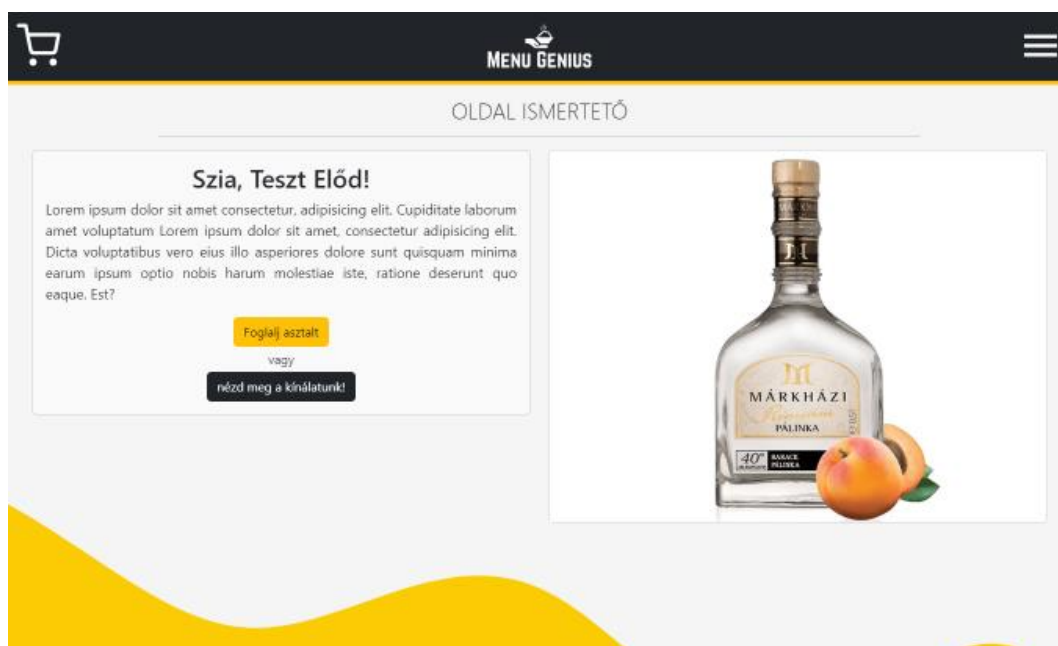 MENU GENIUS
OLDAL ISMERTETŐ
Szia, Teszt Előd!
Lorem ipsum dolor sit amet consectetur, adipisicing elit. Cupiditate laborum
amet voluptatum Lorem ipsum dolor sit amet, consectetur adipisicing elit.
Dicta voluptatibus vero eius illo asperiores dolore sunt quisquam minima
earum ipsum optio nobis harum molestiae iste, ratione deserunt quo
eaque. Est?
Foglalj asztalt
vagy
nézd meg a kínálatunk!
M
M
MÁRKHÁZI
PÁLINKA
40°
BARACK
PÁLINKA